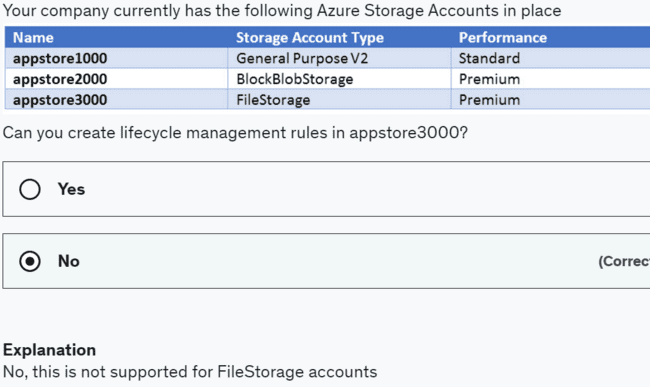 Your company currently has the following Azure Storage Accounts in place
Name Storage Account Type Performance
appstore1000 General Purpose V2 Standard
appstore2000 BlockBlobStorage Premium
appstore3000 FileStorage Premium
Can you create lifecycle management rules in appstore3000?
Yes
No (Correc
Explanation
No, this is not supported for FileStorage accounts